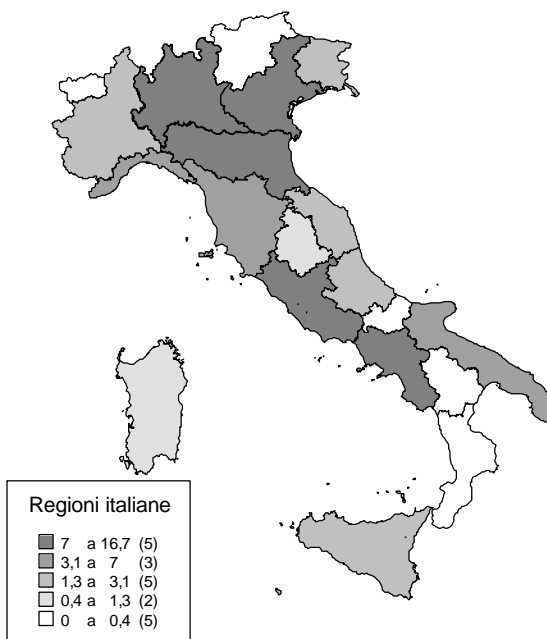 Regioni italiane
7 a 16,7 (5)
3,1 a 7 (3)
1,3 a 3,1 (5)
0,4 a 1,3 (2)
0 a 0,4 (5)